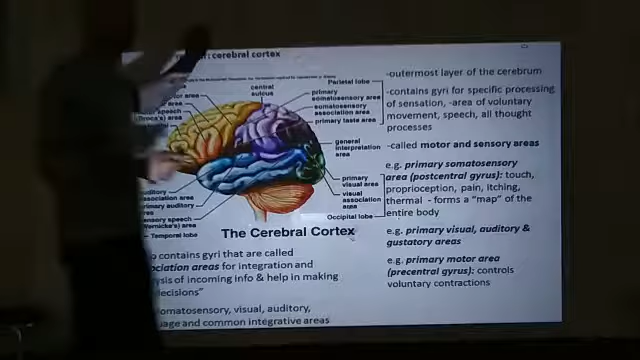 : cerebral cortex
Parietal lobe
central
sulcus
primary
somatosensory area
somatosensory
association area
primary taste area
general
interpretation
area
primary
visual area
visual
association
area
Occipital lobe
motor area
area
speech
(Broca's) area
auditory
association area
primary auditory
area
sensory speech
(Wernicke's) area
Temporal lobe
The Cerebral Cortex
contains gyri that are called
ociation areas for integration and
ysis of incoming info & help in making
decisions"
omatosensory, visual, auditory,
uage and common integrative areas
-outermost layer of the cerebrum
-contains gyri for specific processing
of sensation, -area of voluntary
movement, speech, all thought
processes
-called motor and sensory areas
e.g. primary somatosensory
area (postcentral gyrus): touch,
proprioception, pain, itching,
thermal - forms a "map" of the
entire body
e.g. primary visual, auditory &
gustatory areas
e.g. primary motor area
(precentral gyrus): controls
voluntary contractions